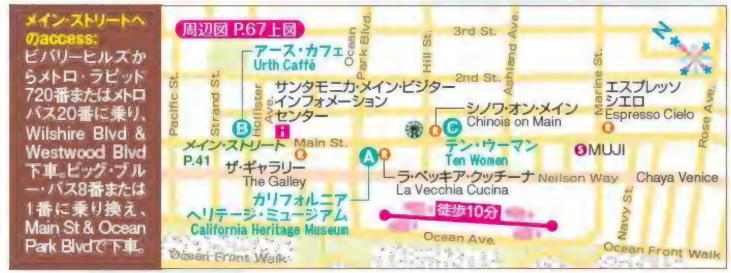 メイン・ストリートへ
のaccess:
ビバリーヒルズか
らメトロ・ラピッド
720番またはメトロ
バス20番に乗り、
Wilshire Blvd &
Westwood Blvd
下車。ビッグ・ブル
ー・バス8番または
1番に乗り換え、
Main St & Ocean
Park Blvdで下車。
周辺図 P.67上図
アース・カフェ
Urth Caffé
Pacific St.
Strand St.
Hollister Ave.
Ocean Park Blvd.
Hill St.
3rd St.
2nd St.
Ashland Ave.
Marine St.
Rose Ave.
N
サンタモニカ・メイン・ビジター
インフォメーション
センター
シノワ・オン・メイン
Chinois on Main
エスプレッソ
シエロ
Espresso Cielo
B
i
R
C
R
メイン・ストリート
P.41
Main St.
R
テン・ウーマン
Ten Women
S MUJI
ザ・ギャラリー
The Galley
A
R
ラ・ベッキア・クッチーナ
La Vecchia Cucina
Neilson Way
Chaya Venice
カリフォルニア
ヘリテージ・ミュージアム
California Heritage Museum
徒歩10分
Navy St.
Ocean Ave.
Ocean Front Walk
Ocean Front Walk